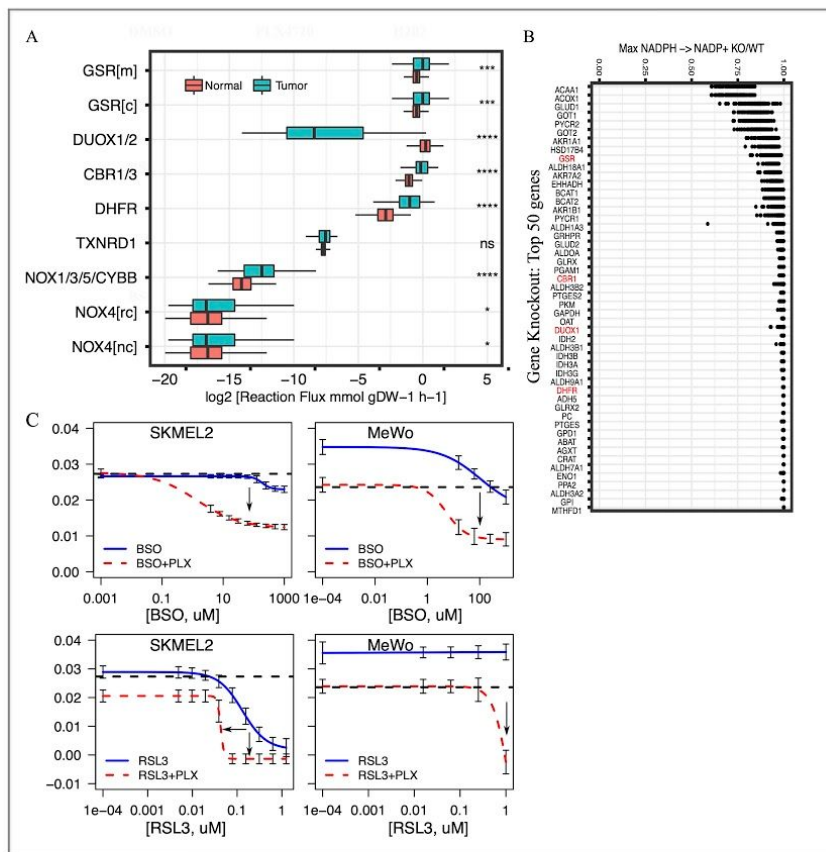 A
GSR[m]
GSR[c]
DUOX1/2
CBR1/3
DHFR
TXNRD1
NOX1/3/5/CYBB
NOX4[rc]
NOX4[nc]
Normal Tumor
***
***
****
****
****
ns
****
*
*
-20 -15 -10 -5 0 5
log2 [Reaction Flux mmol gDW-1 h-1]
B
Max NADPH -> NADP+ KO/WT
0.00 0.25 0.50 0.75 1.00
Gene Knockout: Top 50 genes
ACAA1
ACOX1
GLUD1
GOT1
PYCR2
GOT2
AKR1A1
HSD17B4
GSR
ALDH18A1
AKR7A2
EHHADH
BCAT1
BCAT2
AKR1B1
PYCR1
ALDH1A3
GRHPR
GLUD2
ALDOA
GLRX
PGAM1
CBR1
ALDH3B2
PTGES2
PKM
GAPDH
OAT
DUOX1
IDH2
ALDH3B1
IDH3B
IDH3A
IDH3G
ALDH9A1
DHFR
ADH5
GLRX2
PC
PTGES
GPD1
ABAT
AGXT
CRAT
ALDH7A1
ENO1
PPA2
ALDH3A2
GPI
MTHFD1
C
SKMEL2
0.04
0.03
0.02
0.01
0.00
BSO
BSO+PLX
0.001 0.1 10 1000
[BSO, uM]
MeWo
BSO
BSO+PLX
1e-04 0.01 1 100
[BSO, uM]
SKMEL2
0.04
0.03
0.02
0.01
0.00
-0.01
RSL3
RSL3+PLX
1e-04 0.001 0.01 0.1 1
[RSL3, uM]
MeWo
RSL3
RSL3+PLX
1e-04 0.001 0.01 0.1 1
[RSL3, uM]